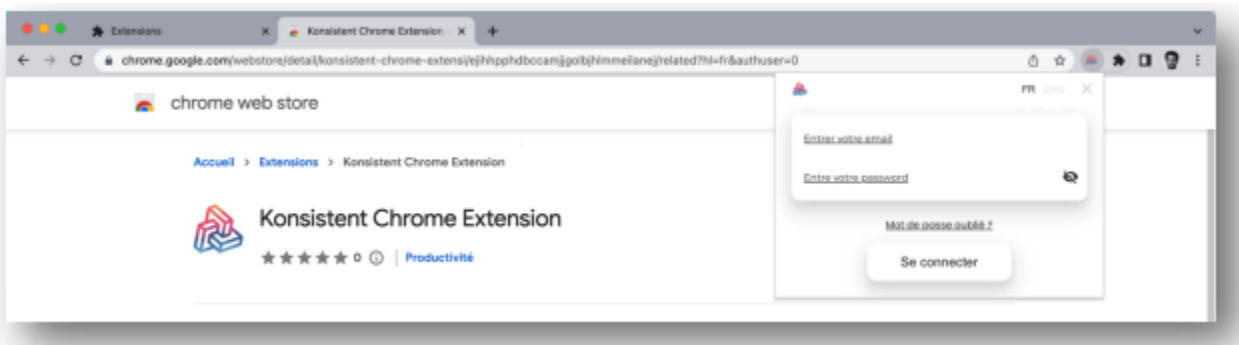 Extensions
Konsistent Chrome Extension -
chrome.google.com/webstore/detail/konsistent-chrome-extensi/ejihhpphdbccamjjgolbjhlmmeilanej/related?hl=fr&authuser=0
chrome web store
FR ENG
Entrer votre email
Entre votre password
Mot de passe oublié ?
Se connecter
Accueil > Extensions > Konsistent Chrome Extension
Konsistent Chrome Extension
0
Productivité